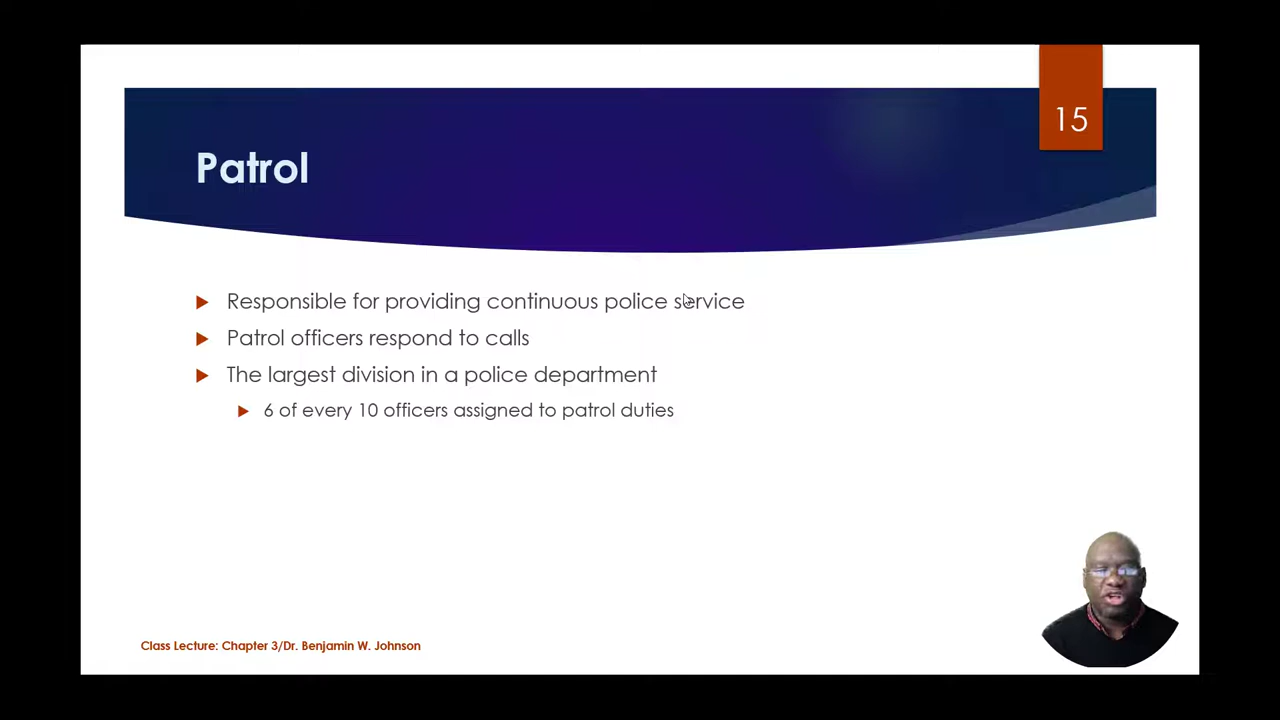 15
Patrol
Responsible for providing continuous police service
Patrol officers respond to calls
The largest division in a police department
6 of every 10 officers assigned to patrol duties
Class Lecture: Chapter 3/Dr. Benjamin W. Johnson